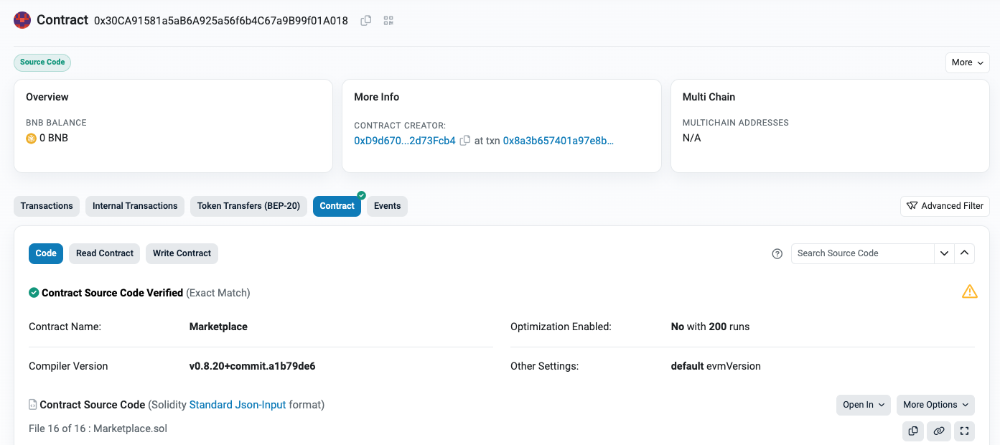 Contract 0x30CA91581a5aB6A925a56f6b4C67a9B99f01A018
Source Code
More
Overview
BNB BALANCE
0 BNB
More Info
CONTRACT CREATOR:
0xD9d670...2d73Fcb4 at txn 0x8a3b657401a97e8b...
Multi Chain
MULTICHAIN ADDRESSES
N/A
Transactions Internal Transactions Token Transfers (BEP-20) Contract Events Advanced Filter
Code Read Contract Write Contract Search Source Code
Contract Source Code Verified (Exact Match)
Contract Name: Marketplace
Optimization Enabled: No with 200 runs
Compiler Version v0.8.20+commit.a1b79de6
Other Settings: default evmVersion
Contract Source Code (Solidity Standard Json-Input format)
Open In More Options
File 16 of 16 : Marketplace.sol